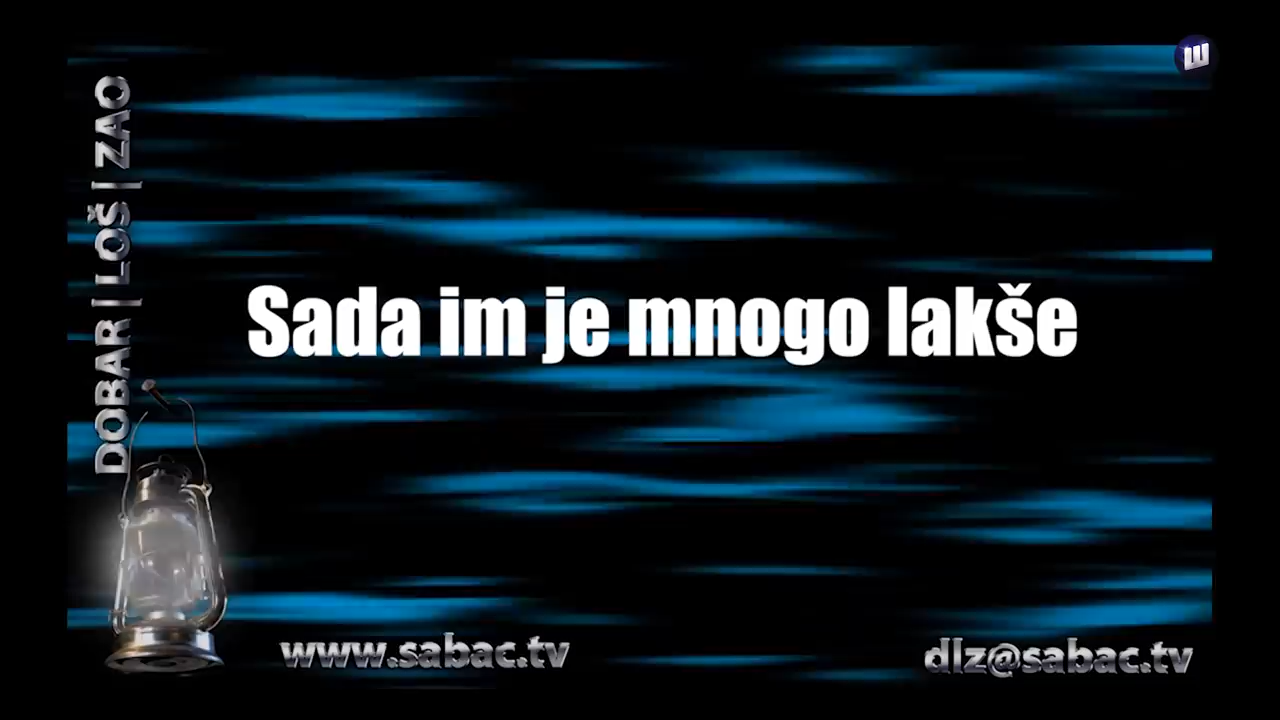 Ш
DOBAR | LOŠ | ZAO
Sada im je mnogo lakše
www.sabac.tv
dlz@sabac.tv